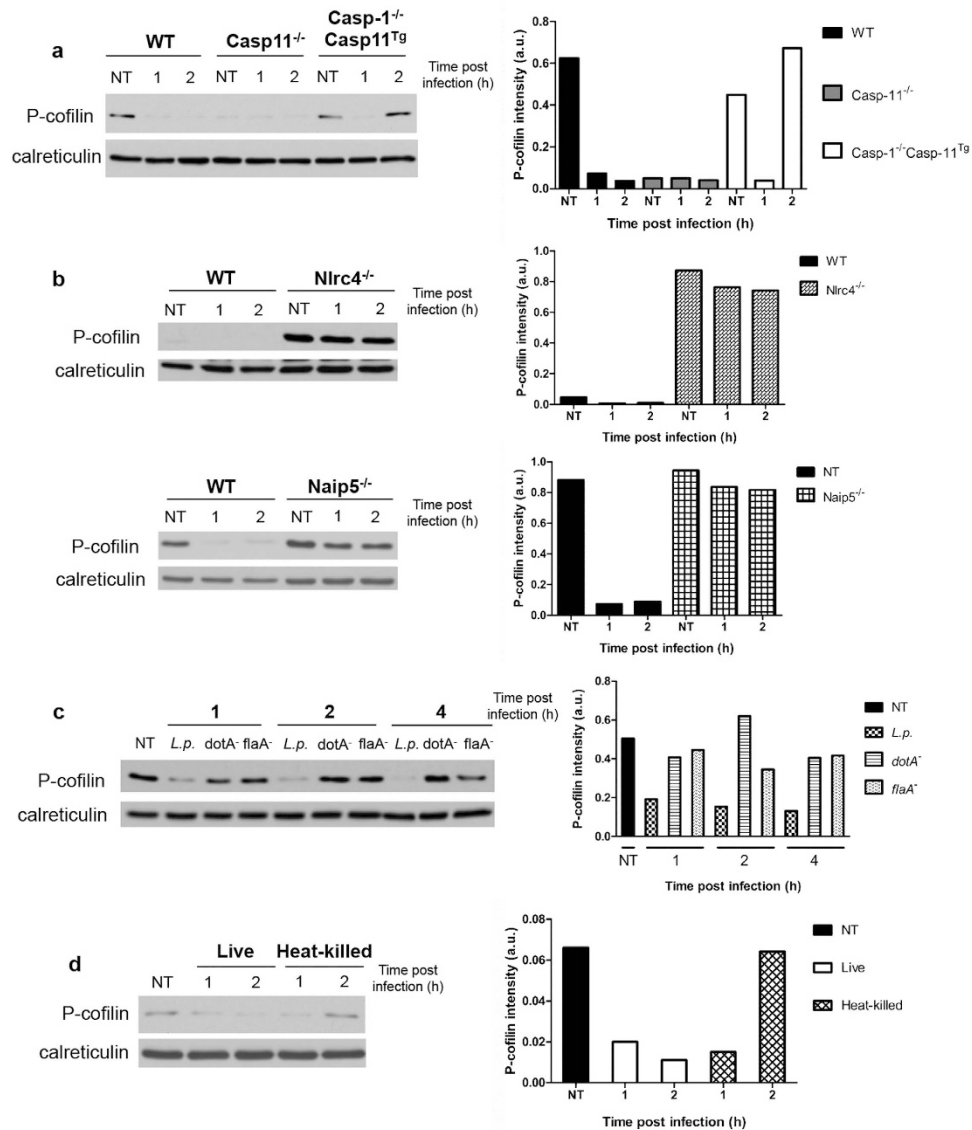 a
WT
Casp11-/-
Casp-1-/-
Casp11Tg
NT 1 2 NT 1 2 NT 1 2
Time post
infection (h)
P-cofilin
calreticulin
P-cofilin intensity (a.u.)
0.8
0.6
0.4
0.2
0.0
NT 1 2 NT 1 2 NT 1 2
Time post infection (h)
WT
Casp-11-/-
Casp-1-/-Casp-11Tg
b
WT
Nlrc4-/-
NT 1 2 NT 1 2
Time post
infection (h)
P-cofilin
calreticulin
P-cofilin intensity (a.u.)
1.0
0.8
0.6
0.4
0.2
0.0
NT 1 2 NT 1 2
Time post infection (h)
WT
Nlrc4-/-
WT
Naip5-/-
NT 1 2 NT 1 2
Time post
infection (h)
P-cofilin
calreticulin
P-cofilin intensity (a.u.)
1.0
0.8
0.6
0.4
0.2
0.0
NT 1 2 NT 1 2
Time post infection (h)
NT
Naip5-/-
c
1 2 4
Time post
infection (h)
NT L.p. dotA- flaA- L.p. dotA- flaA- L.p. dotA- flaA-
P-cofilin
calreticulin
P-cofilin intensity (a.u.)
0.8
0.6
0.4
0.2
0.0
NT 1 2 4
Time post infection (h)
NT
L.p.
dotA-
flaA-
d
Live
Heat-killed
NT 1 2 1 2
Time post
infection (h)
P-cofilin
calreticulin
P-cofilin intensity (a.u.)
0.08
0.06
0.04
0.02
0.00
NT 1 2 1 2
Time post infection (h)
NT
Live
Heat-killed